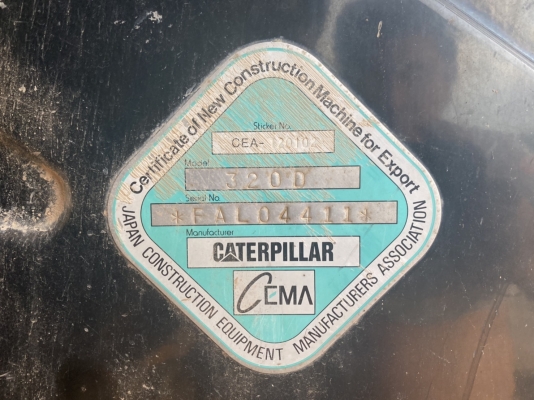 Certificate of New Construction Machine for Export
Sticker No.
CEA-
Model
320D
Serial No.
*FAL04411*
Manufacturer
CATERPILLAR
CEMA
JAPAN CONSTRUCTION EQUIPMENT MANUFACTURERS ASSOCIATION